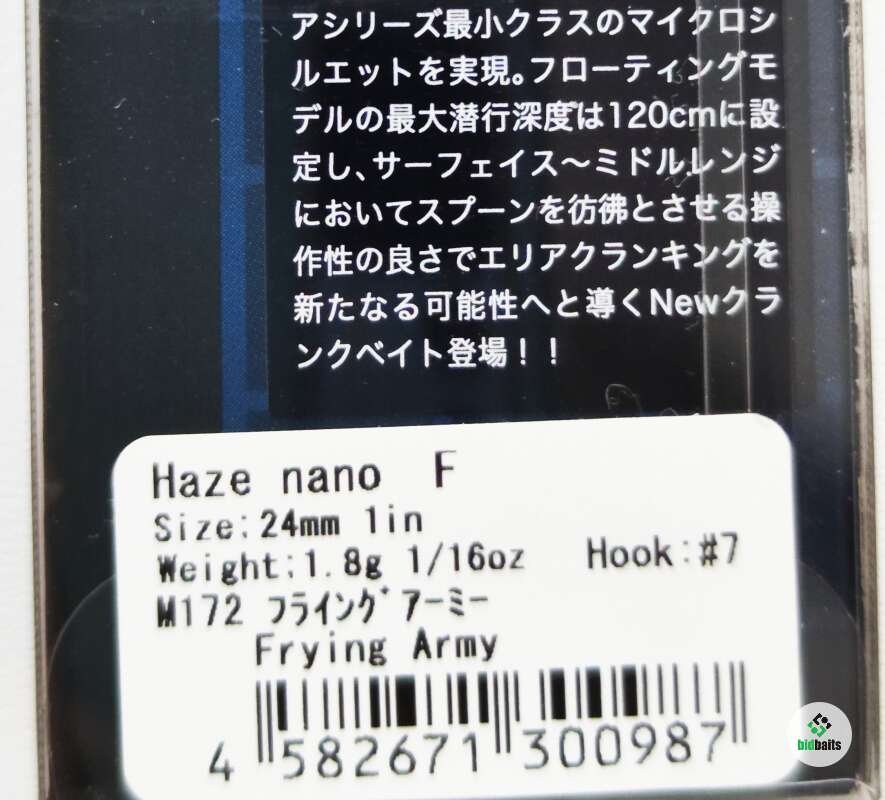 アシリーズ最小クラスのマイクロシ
ルエットを実現。フローティングモ
デルの最大潜行深度は120cmに設
定し、サーフェイス〜ミドルレンジ
においてスプーンを彷彿とさせる操
作性の良さでエリアクランキングを
新たなる可能性へと導くNewクラ
ンクベイト登場！！
Haze nano F
Size:24mm 1in
Weight:1.8g 1/16oz Hook:#7
M172 ﾌﾗｲﾝｸﾞｱｰﾐｰ
Frying Army
4 582671 300987
bidbaits